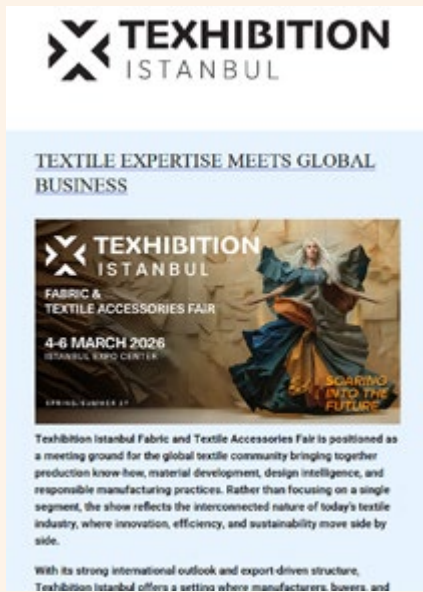 TEXHIBITION
ISTANBUL
TEXTILE EXPERTISE MEETS GLOBAL
BUSINESS
TEXHIBITION
ISTANBUL
FABRIC &
TEXTILE ACCESSORIES FAIR
4-6 MARCH 2026
ISTANBUL EXPO CENTER
SPRING/SUMMER 27
SOARING
INTO THE
FUTURE
Texhibition Istanbul Fabric and Textile Accessories Fair is positioned as
a meeting ground for the global textile community bringing together
production know-how, material development, design intelligence, and
responsible manufacturing practices. Rather than focusing on a single
segment, the show reflects the interconnected nature of today's textile
industry, where innovation, efficiency, and sustainability move side by
side.
With its strong international outlook and export-driven structure,
Texhibition Istanbul offers a setting where manufacturers, buyers, and